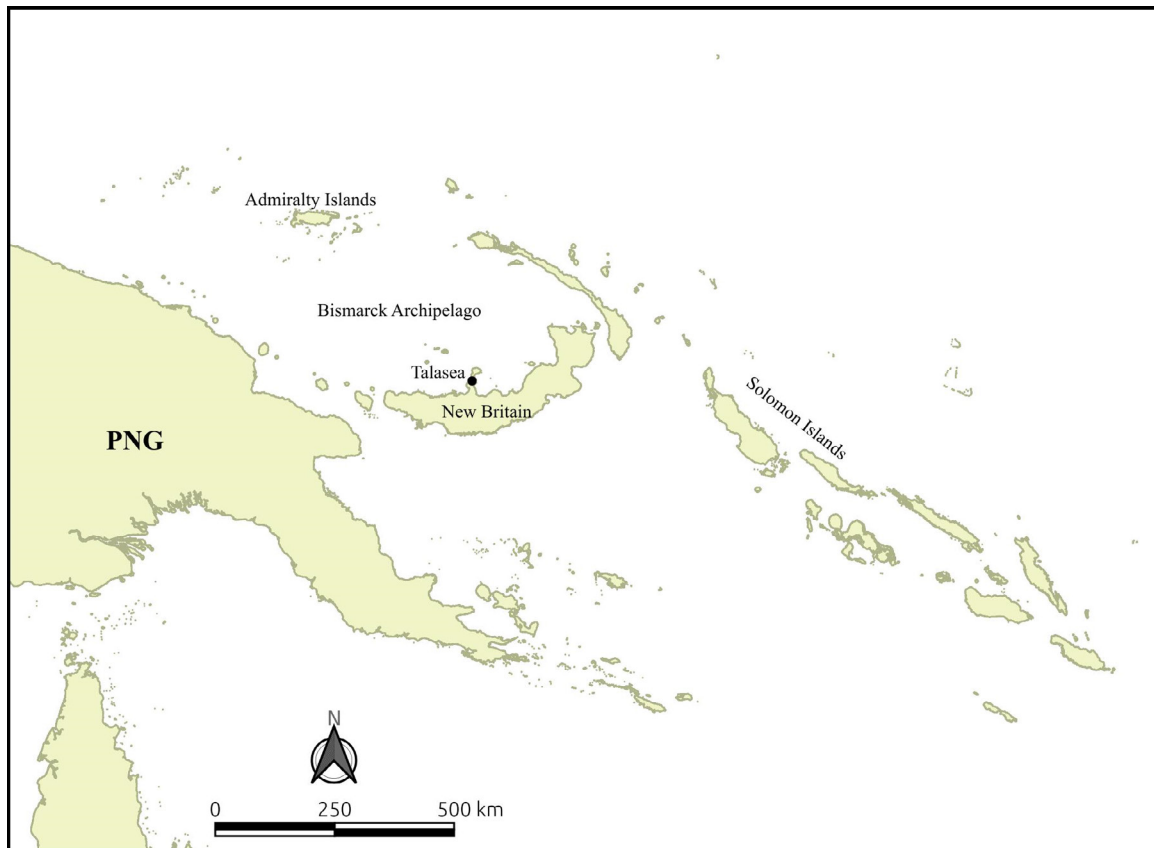 Admiralty Islands
Bismarck Archipelago
Talasea
New Britain
Solomon Islands
PNG
N
0 250 500 km